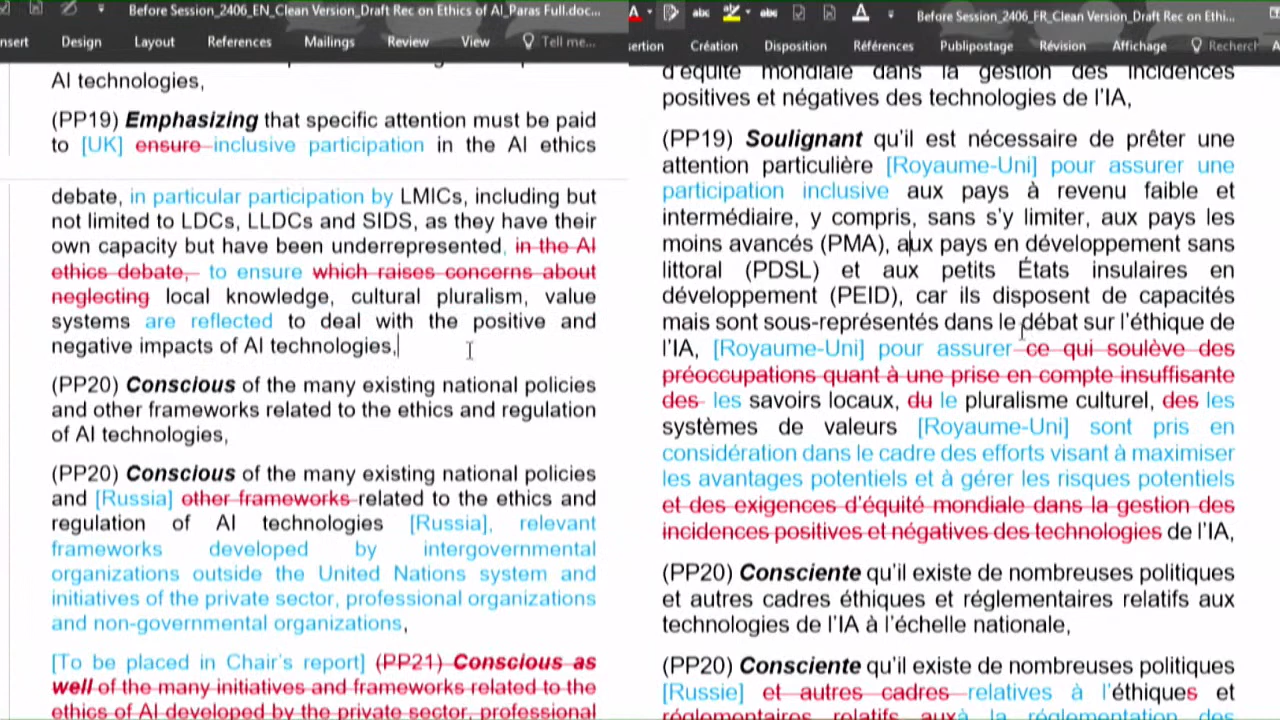 Before Session_2406_EN_Clean Version_Draft Rec on Ethics of AI_Paras Full.doc...
nsert Design Layout References Mailings Review View Tell me...
AI technologies,
(PP19) Emphasizing that specific attention must be paid
to [UK] ensure inclusive participation in the AI ethics
debate, in particular participation by LMICs, including but
not limited to LDCs, LLDCs and SIDS, as they have their
own capacity but have been underrepresented, in the AI
ethics debate, to ensure which raises concerns about
neglecting local knowledge, cultural pluralism, value
systems are reflected to deal with the positive and
negative impacts of AI technologies,
(PP20) Conscious of the many existing national policies
and other frameworks related to the ethics and regulation
of AI technologies,
(PP20) Conscious of the many existing national policies
and [Russia] other frameworks related to the ethics and
regulation of AI technologies [Russia], relevant
frameworks developed by intergovernmental
organizations outside the United Nations system and
initiatives of the private sector, professional organizations
and non-governmental organizations,
[To be placed in Chair's report] (PP21) Conscious as
well of the many initiatives and frameworks related to the
ethics of AI developed by the private sector, professional
Before Session_2406_FR_Clean Version_Draft Rec on Ethi...
sertion Création Disposition Références Publipostage Révision Affichage Recherch
d'équité mondiale dans la gestion des incidences
positives et négatives des technologies de l'IA,
(PP19) Soulignant qu'il est nécessaire de prêter une
attention particulière [Royaume-Uni] pour assurer une
participation inclusive aux pays à revenu faible et
intermédiaire, y compris, sans s'y limiter, aux pays les
moins avancés (PMA), aux pays en développement sans
littoral (PDSL) et aux petits États insulaires en
développement (PEID), car ils disposent de capacités
mais sont sous-représentés dans le débat sur l'éthique de
l'IA, [Royaume-Uni] pour assurer ce qui soulève des
préoccupations quant à une prise en compte insuffisante
des les savoirs locaux, du le pluralisme culturel, des les
systèmes de valeurs [Royaume-Uni] sont pris en
considération dans le cadre des efforts visant à maximiser
les avantages potentiels et à gérer les risques potentiels
et des exigences d'équité mondiale dans la gestion des
incidences positives et négatives des technologies de l'IA,
(PP20) Consciente qu'il existe de nombreuses politiques
et autres cadres éthiques et réglementaires relatifs aux
technologies de l'IA à l'échelle nationale,
(PP20) Consciente qu'il existe de nombreuses politiques
[Russie] et autres cadres relatives à l'éthiques et
réglementaires relatifs auxà la réglementation des